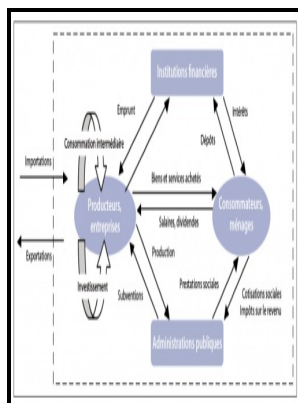 Institutions financières
Emprunt
Intérêts
Consommation intermédiaire
Dépôts
Importations
Biens et services achetés
Producteurs,
entreprises
Consommateurs,
ménages
Salaires, dividendes
Exportations
Production
Investissement
Prestations sociales
Subventions
Cotisations sociales
Impôts sur le revenu
Administrations publiques